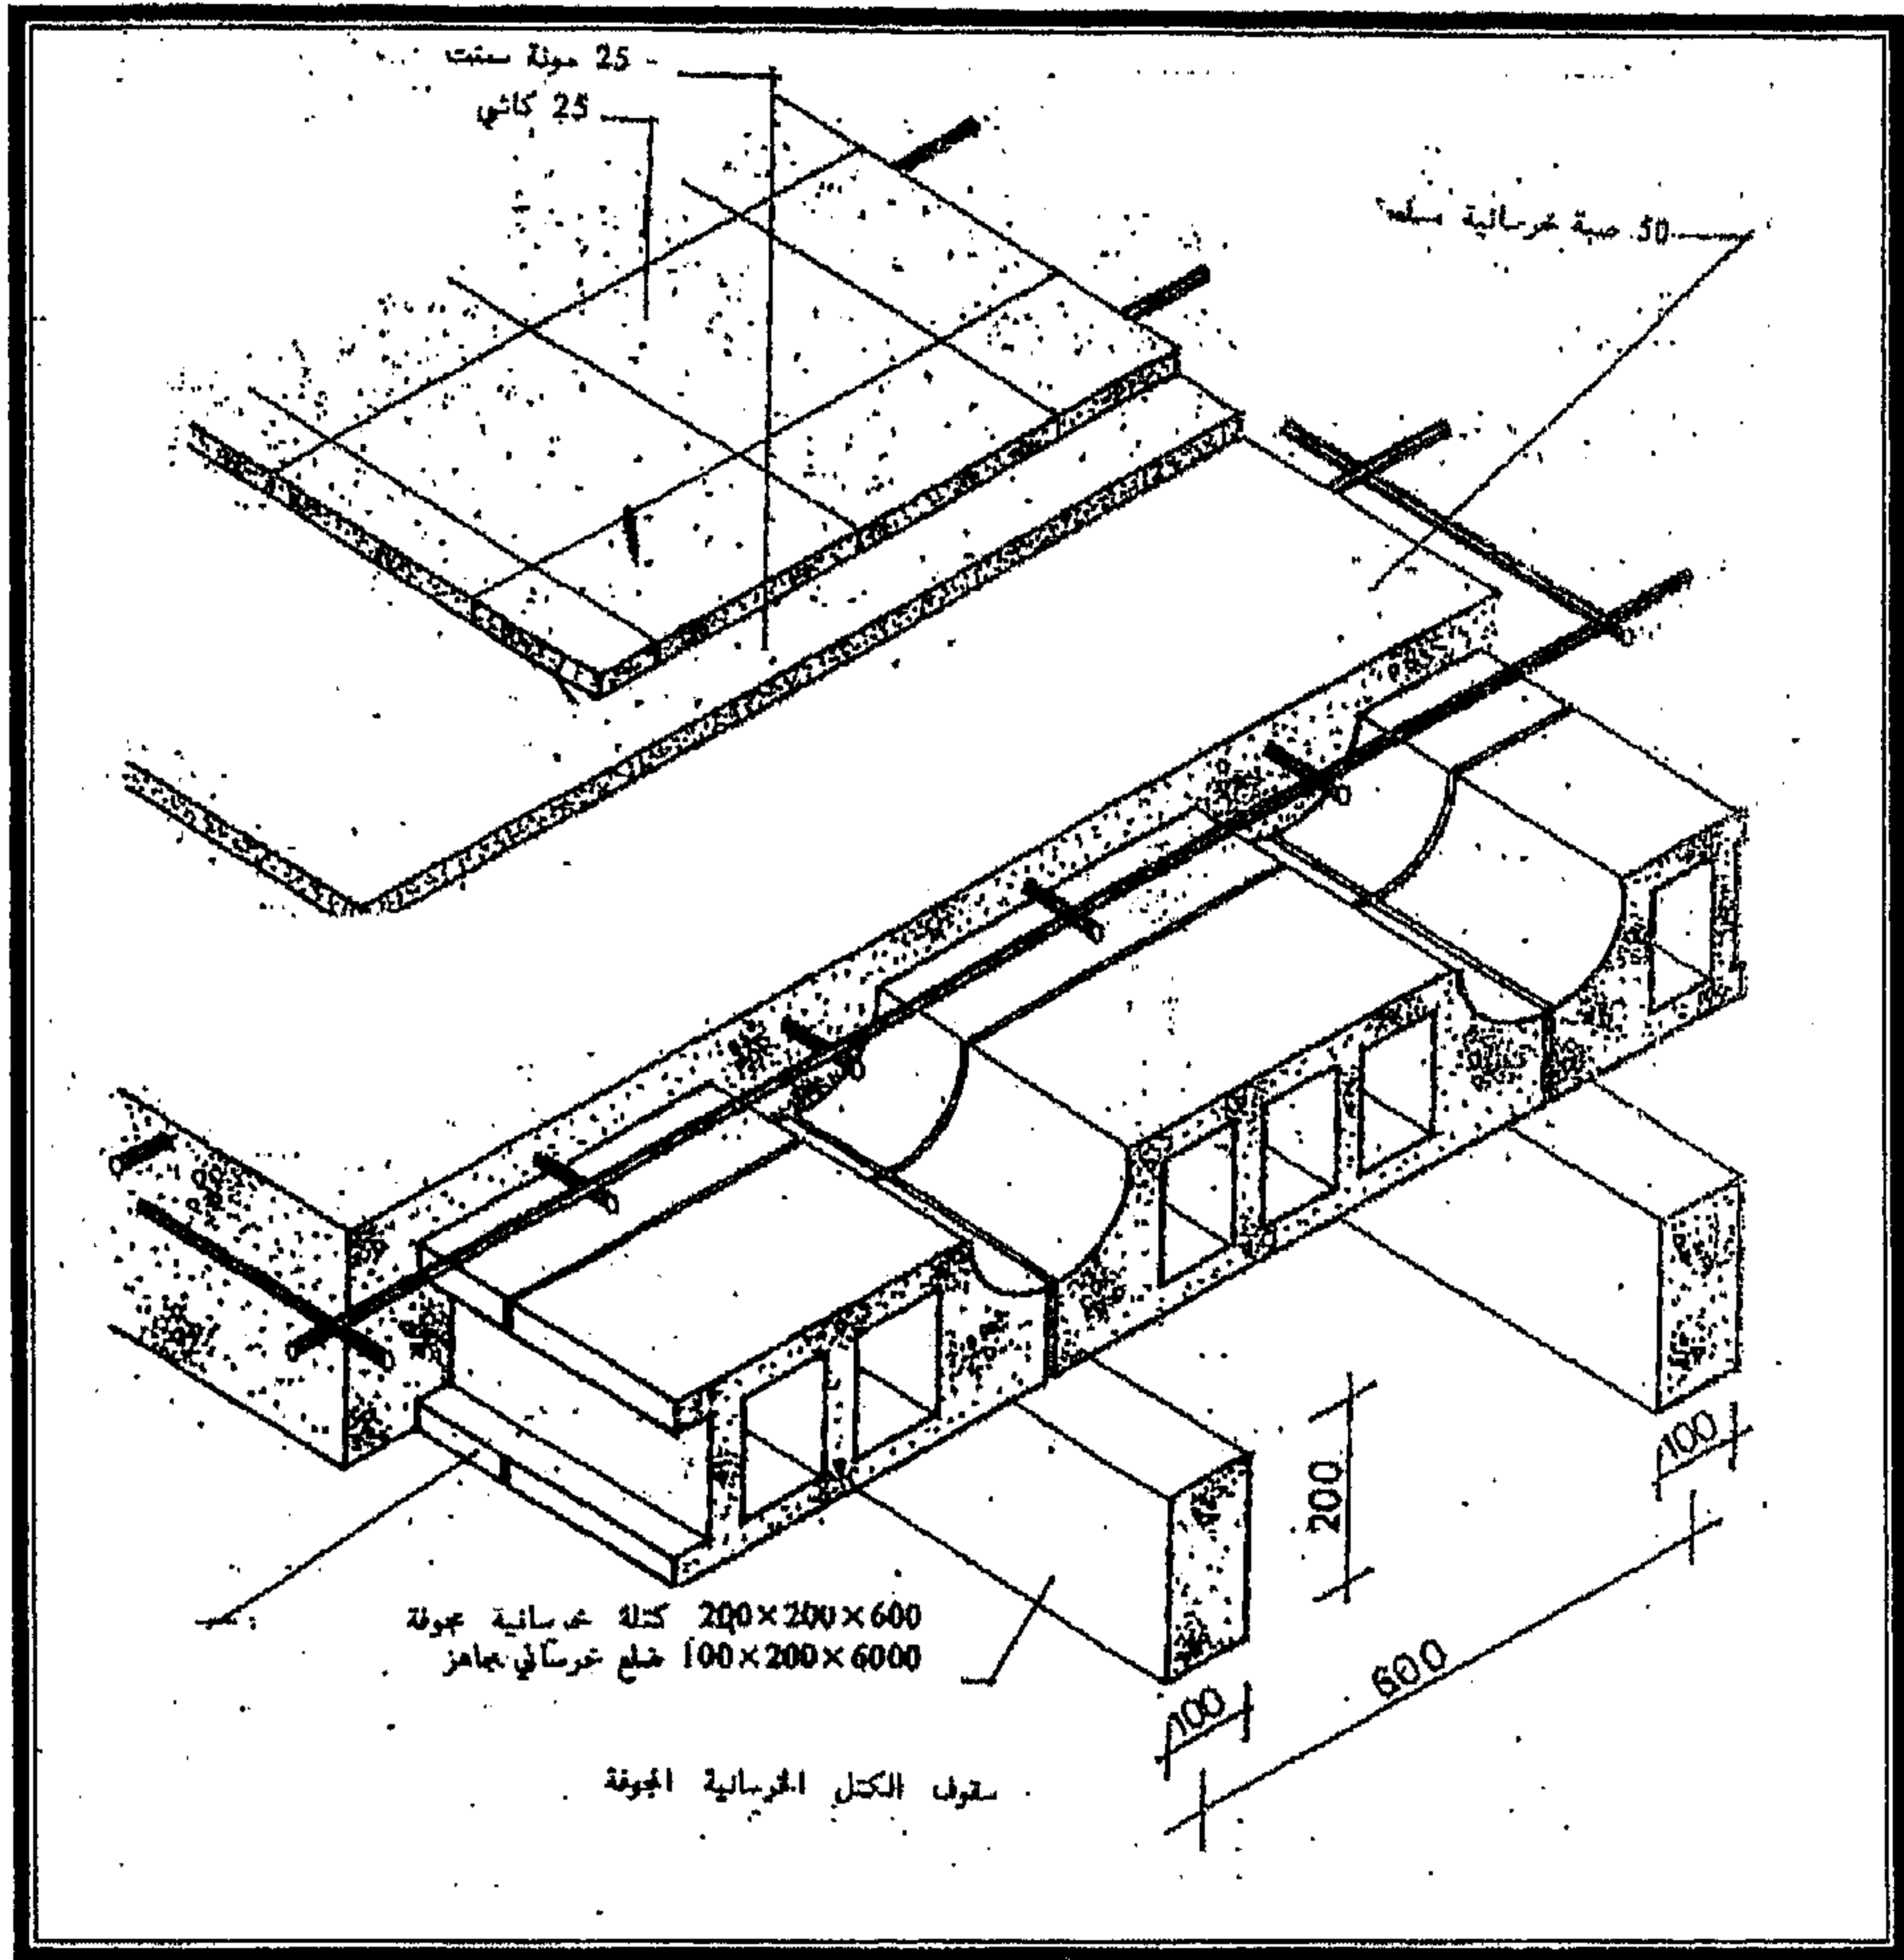 25 مونة سمنت
25 كاشي
50 صبة خرسانية مسلحة
200×200×600 كتلة خرسانية مجوفة
100×200×6000 ضلع خرساني جاهز
200
100
600
100
سقوف الكتل الخرسانية المجوفة